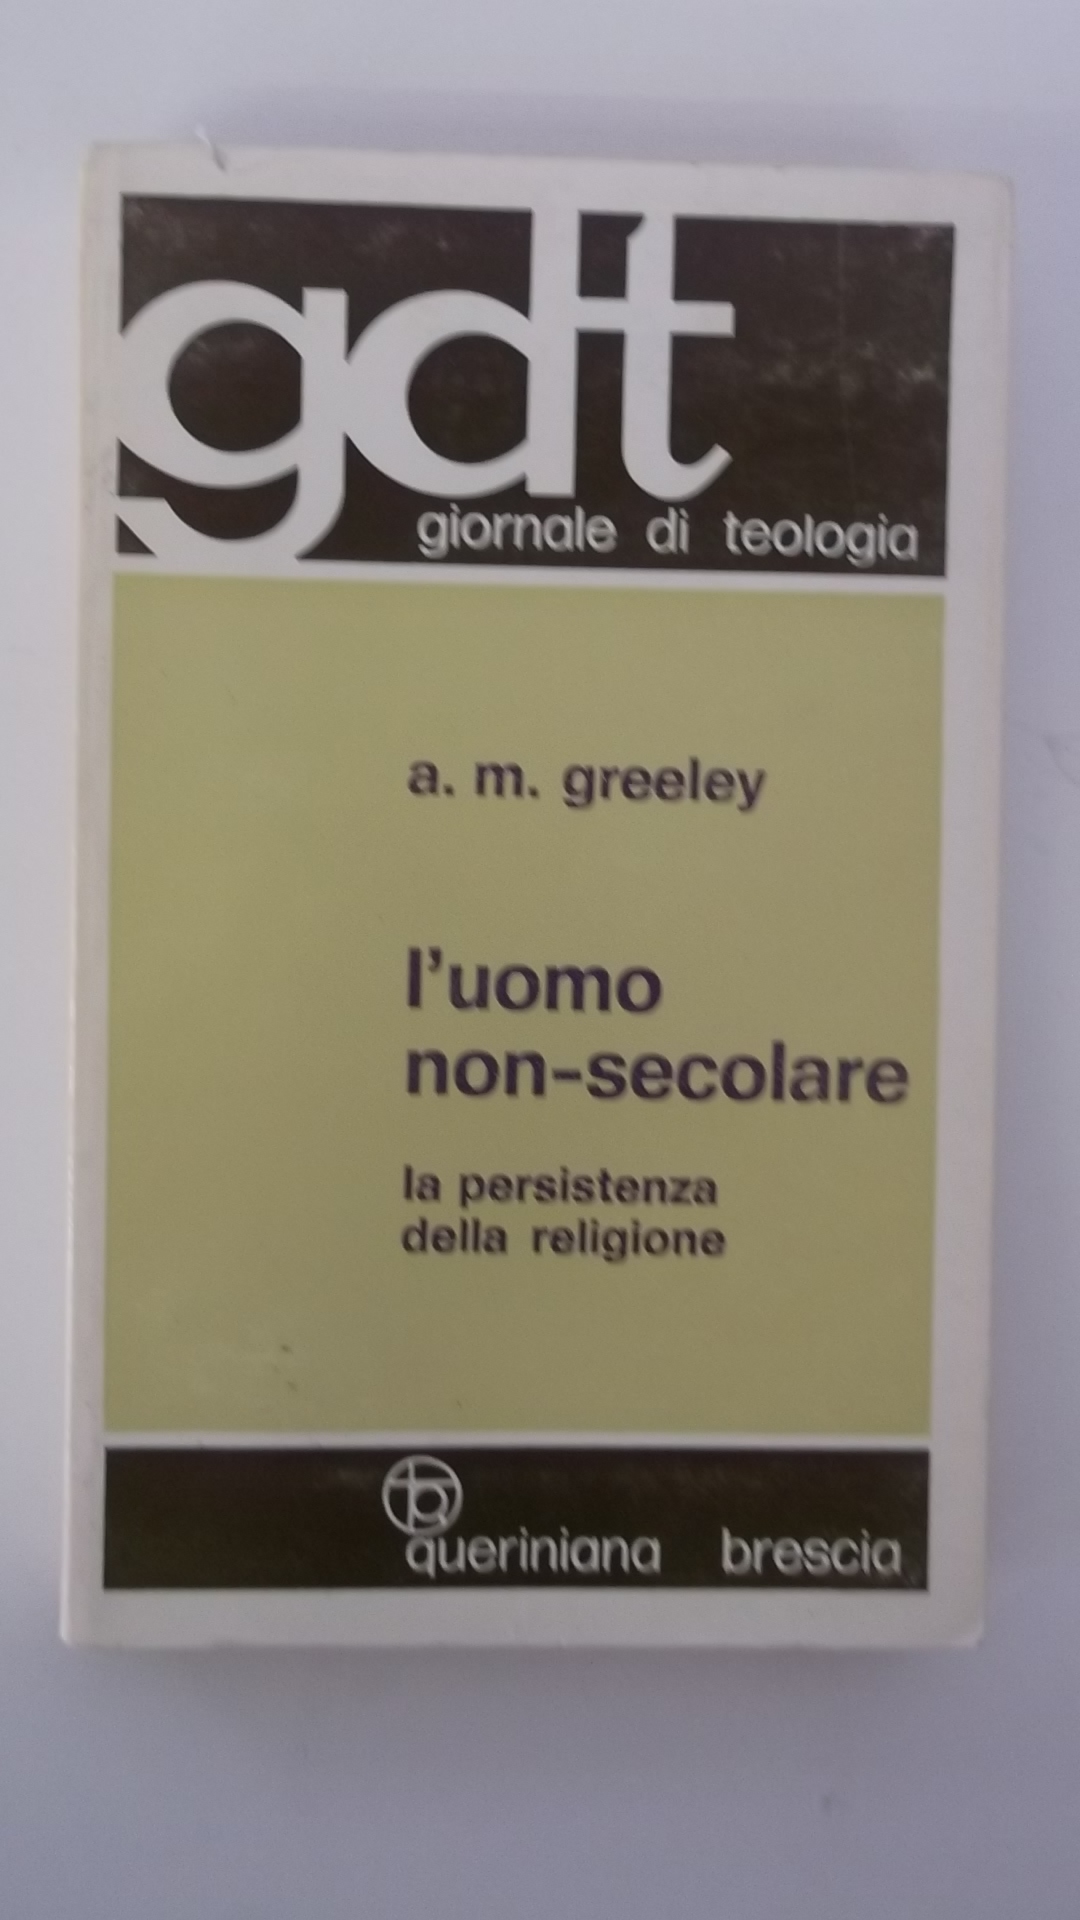 gdt
giornale di teologia
a. m. greeley
l'uomo
non-secolare
la persistenza
della religione
queriniana brescia